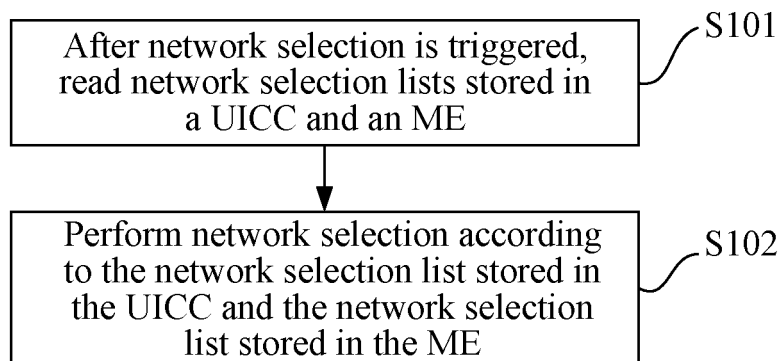 After network selection is triggered,
read network selection lists stored in
a UICC and an ME
S101
Perform network selection according
to the network selection list stored in
the UICC and the network selection
list stored in the ME
S102